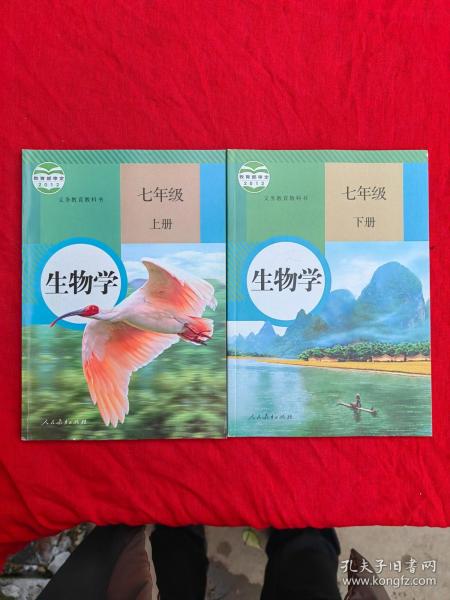 教育部审定
2012
义务教育教科书
七年级
上册
生物学
人民教育出版社
教育部审定
2012
义务教育教科书
七年级
下册
生物学
人民教育出版社
孔夫子旧书网
www.kongfz.com